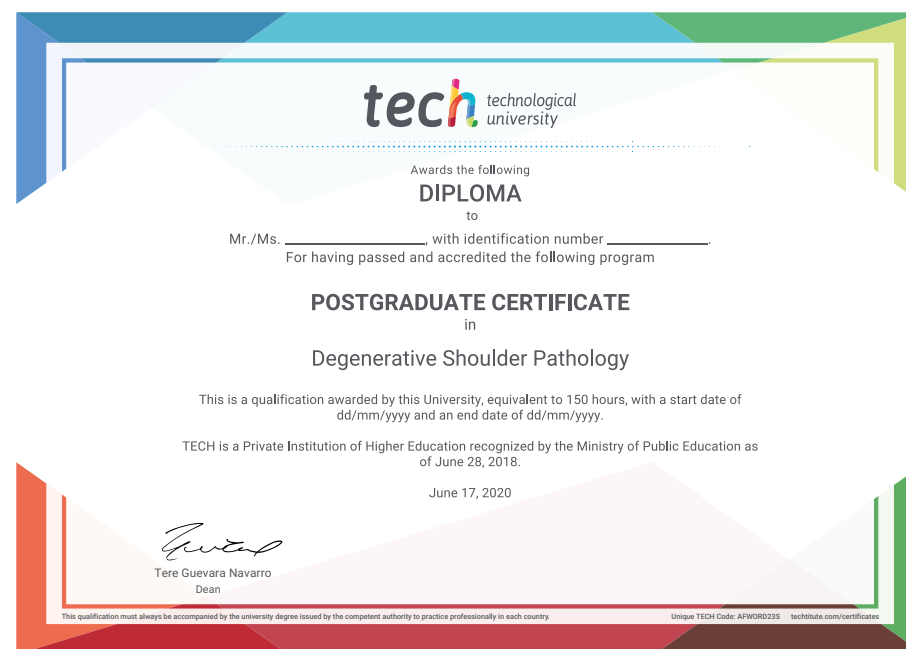 tech technological
university
Awards the following
DIPLOMA
to
Mr./Ms. ____________, with identification number _________.
For having passed and accredited the following program
POSTGRADUATE CERTIFICATE
in
Degenerative Shoulder Pathology
This is a qualification awarded by this University, equivalent to 150 hours, with a start date of
dd/mm/yyyy and an end date of dd/mm/yyyy.
TECH is a Private Institution of Higher Education recognized by the Ministry of Public Education as
of June 28, 2018.
June 17, 2020
Tere Guevara Navarro
Dean
This qualification must always be accompanied by the university degree issued by the competent authority to practice professionally in each country. Unique TECH Code: AFWORD23S techtitute.com/certificates